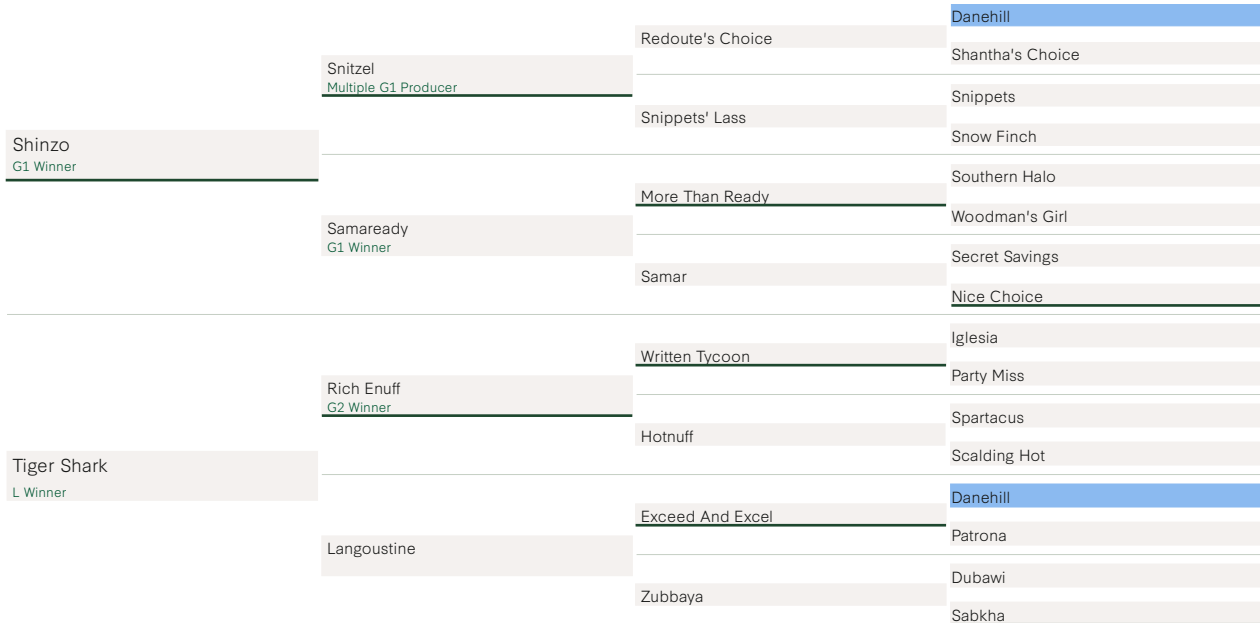 Shinzo
G1 Winner
Tiger Shark
L Winner
Snitzel
Multiple G1 Producer
Samaready
G1 Winner
Rich Enuff
G2 Winner
Langoustine
Redoute's Choice
Snippets' Lass
More Than Ready
Samar
Written Tycoon
Hotnuff
Exceed And Excel
Zubbaya
Danehill
Shantha's Choice
Snippets
Snow Finch
Southern Halo
Woodman's Girl
Secret Savings
Nice Choice
Iglesia
Party Miss
Spartacus
Scalding Hot
Danehill
Patrona
Dubawi
Sabkha